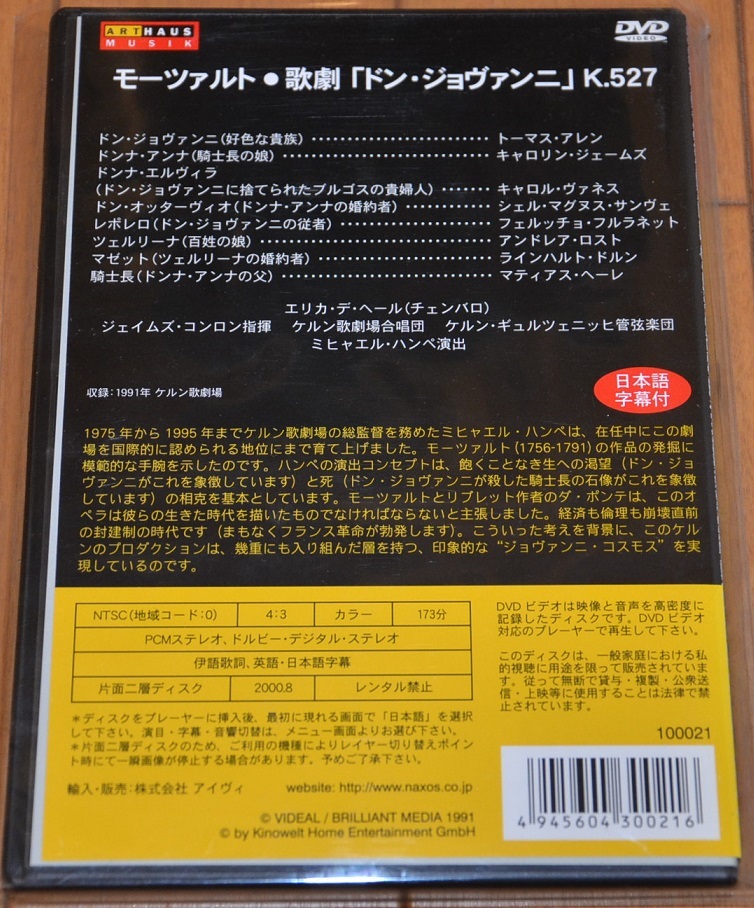 ARTHAUS
MUSIK
DVD
VIDEO
モーツァルト●歌劇「ドン・ジョヴァンニ」K.527
ドン・ジョヴァンニ（好色な貴族）‥‥‥‥‥‥‥‥‥‥トーマス・アレン
ドンナ・アンナ（騎士長の娘）‥‥‥‥‥‥‥‥‥‥‥キャロリン・ジェームズ
ドンナ・エルヴィラ
（ドン・ジョヴァンニに捨てられたブルゴスの貴婦人）‥‥‥キャロル・ヴァネス
ドン・オッターヴィオ（ドンナ・アンナの婚約者）‥‥‥‥シェル・マグヌス・サンヴェ
レポレロ（ドン・ジョヴァンニの従者）‥‥‥‥‥‥‥‥フェルッチョ・フルラネット
ツェルリーナ（百姓の娘）‥‥‥‥‥‥‥‥‥‥‥‥アンドレア・ロスト
マゼット（ツェルリーナの婚約者）‥‥‥‥‥‥‥‥‥ラインハルト・ドルン
騎士長（ドンナ・アンナの父）‥‥‥‥‥‥‥‥‥‥‥マティアス・ヘーレ
エリカ・デ・ヘール（チェンバロ）
ジェイムズ・コンロン指揮 ケルン歌劇場合唱団 ケルン・ギュルツェニッヒ管弦楽団
ミヒャエル・ハンペ演出
収録：1991年 ケルン歌劇場
日本語
字幕付
1975年から1995年までケルン歌劇場の総監督を務めたミヒャエル・ハンペは、在任中にこの劇
場を国際的に認められる地位にまで育て上げました。モーツァルト（1756-1791）の作品の発掘に
模範的な手腕を示したのです。ハンペの演出コンセプトは、飽くことなき生への渇望（ドン・ジョ
ヴァンニがこれを象徴しています）と死（ドン・ジョヴァンニが殺した騎士長の石像がこれを象徴
しています）の相克を基本としています。モーツァルトとリブレット作者のダ・ポンテは、このオ
ペラは彼らの生きた時代を描いたものでなければならないと主張しました。経済も倫理も崩壊直前
の封建制の時代です（まもなくフランス革命が勃発します）。こういった考えを背景に、このケル
ンのプロダクションは、幾重にも入り組んだ層を持つ、印象的な“ジョヴァンニ・コスモス”を実
現しているのです。
NTSC（地域コード：0） 4：3 カラー 173分
PCMステレオ、ドルビー・デジタル・ステレオ
伊語歌詞、英語・日本語字幕
片面二層ディスク 2000.8 レンタル禁止
＊ディスクをプレーヤーに挿入後、最初に現れる画面で「日本語」を選択
して下さい。演目・字幕・音響切替は、メニュー画面よりお選び下さい。
＊片面二層ディスクのため、ご利用の機種によりレイヤー切り替えポイン
ト時にて一瞬画像が停止する場合があります。予めご了承下さい。
輸入・販売：株式会社 アイヴィ website: http://www.naxos.co.jp
© VIDEAL / BRILLIANT MEDIA 1991
© by Kinowelt Home Entertainment GmbH
DVDビデオは映像と音声を高密度に
記録したディスクです。DVDビデオ
対応のプレーヤーで再生して下さい。
このディスクは、一般家庭における私
的視聴に用途を限って販売されていま
す。従って無断で貸与・複製・公衆送
信・上映等に使用することは法律で禁
止されています。
100021
4 945604 300216